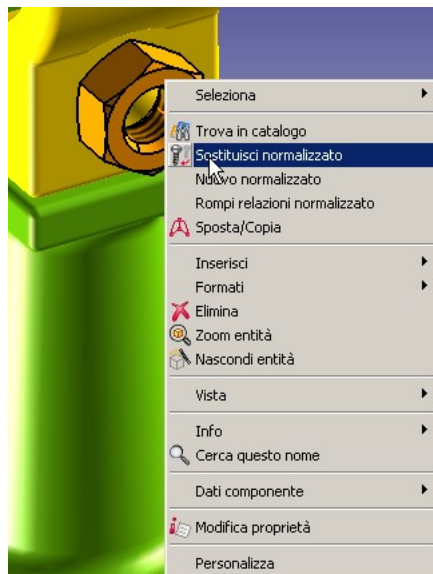 Seleziona
Trova in catalogo
Sostituisci normalizzato
Nuovo normalizzato
Rompi relazioni normalizzato
Sposta/Copia
Inserisci
Formati
Elimina
Zoom entità
Nascondi entità
Vista
Info
Cerca questo nome
Dati componente
Modifica proprietà
Personalizza